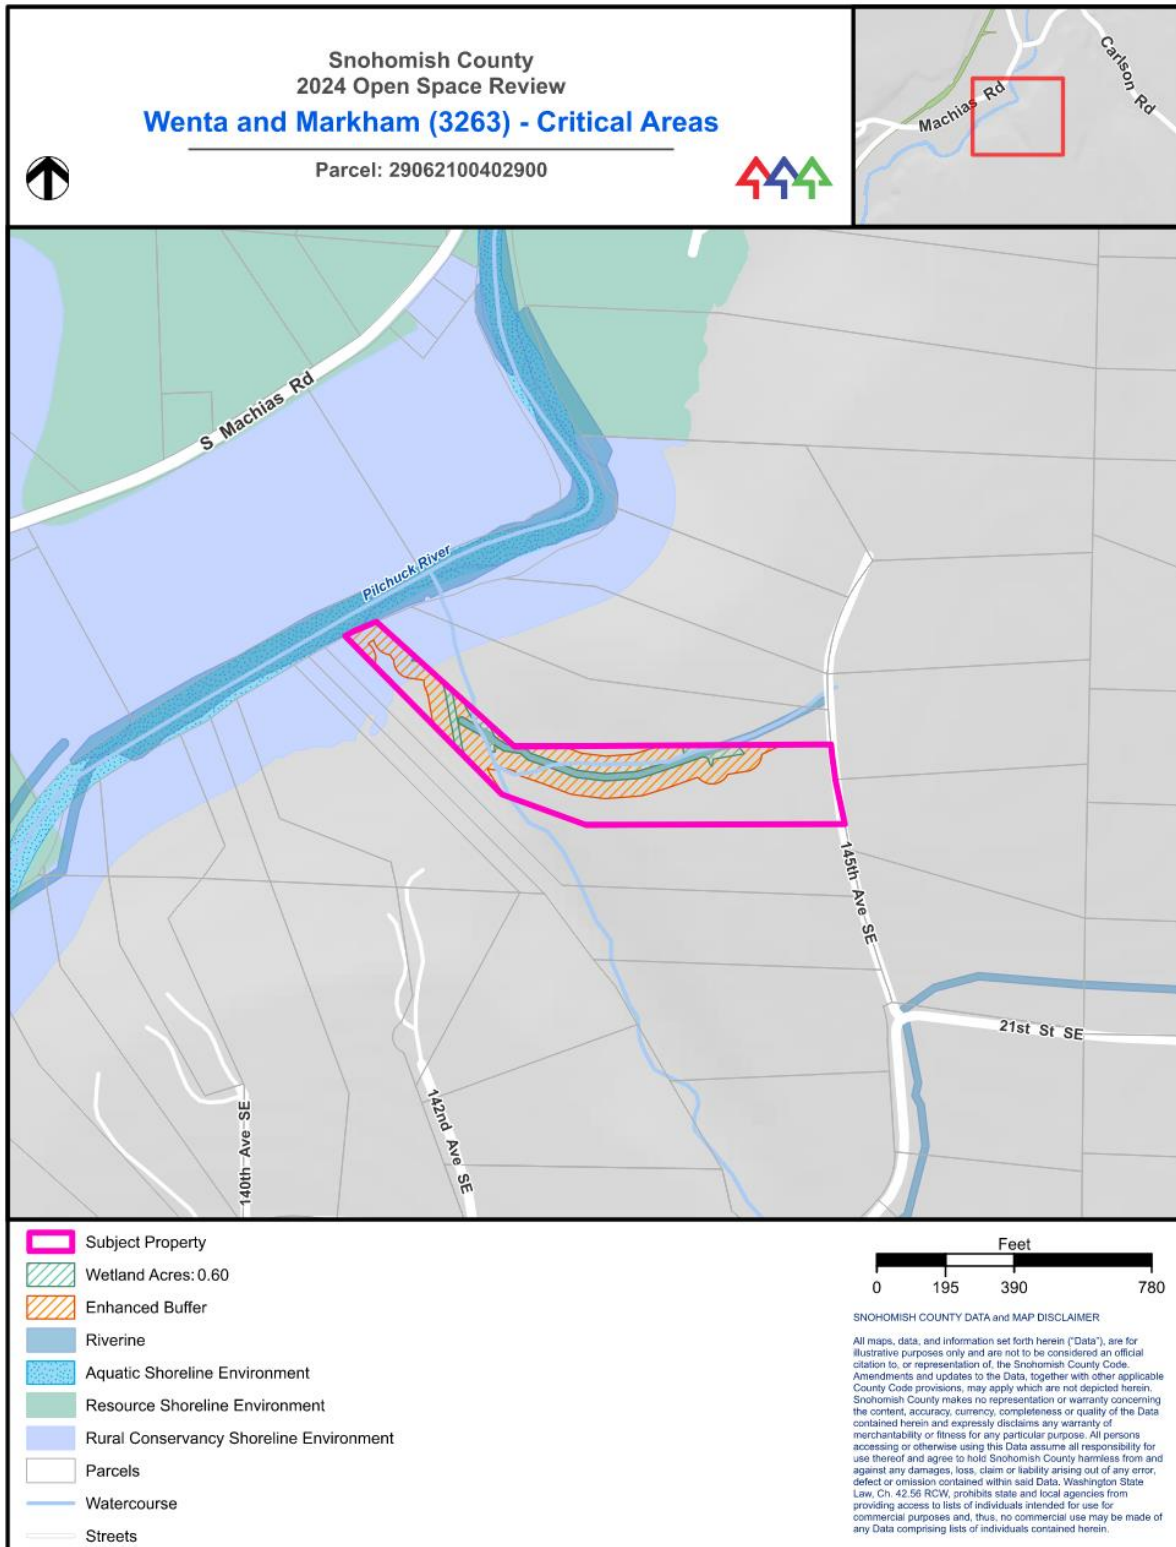 Snohomish County
2024 Open Space Review
Wenta and Markham (3263) - Critical Areas
Parcel: 29062100402900
Machias Rd
Carlson Rd
S Machias Rd
Pilchuck River
145th Ave SE
21st St SE
142nd Ave SE
140th Ave SE
Subject Property
Wetland Acres: 0.60
Enhanced Buffer
Riverine
Aquatic Shoreline Environment
Resource Shoreline Environment
Rural Conservancy Shoreline Environment
Parcels
Watercourse
Streets
Feet
0 195 390 780
SNOHOMISH COUNTY DATA and MAP DISCLAIMER
All maps, data, and information set forth herein ("Data"), are for
illustrative purposes only and are not to be considered an official
citation to, or representation of, the Snohomish County Code.
Amendments and updates to the Data, together with other applicable
County Code provisions, may apply which are not depicted herein.
Snohomish County makes no representation or warranty concerning
the content, accuracy, currency, completeness or quality of the Data
contained herein and expressly disclaims any warranty of
merchantability or fitness for any particular purpose. All persons
accessing or otherwise using this Data assume all responsibility for
use thereof and agree to hold Snohomish County harmless from and
against any damages, loss, claim or liability arising out of any error,
defect or omission contained within said Data. Washington State
Law, Ch. 42.56 RCW, prohibits state and local agencies from
providing access to lists of individuals intended for use for
commercial purposes and, thus, no commercial use may be made of
any Data comprising lists of individuals contained herein.